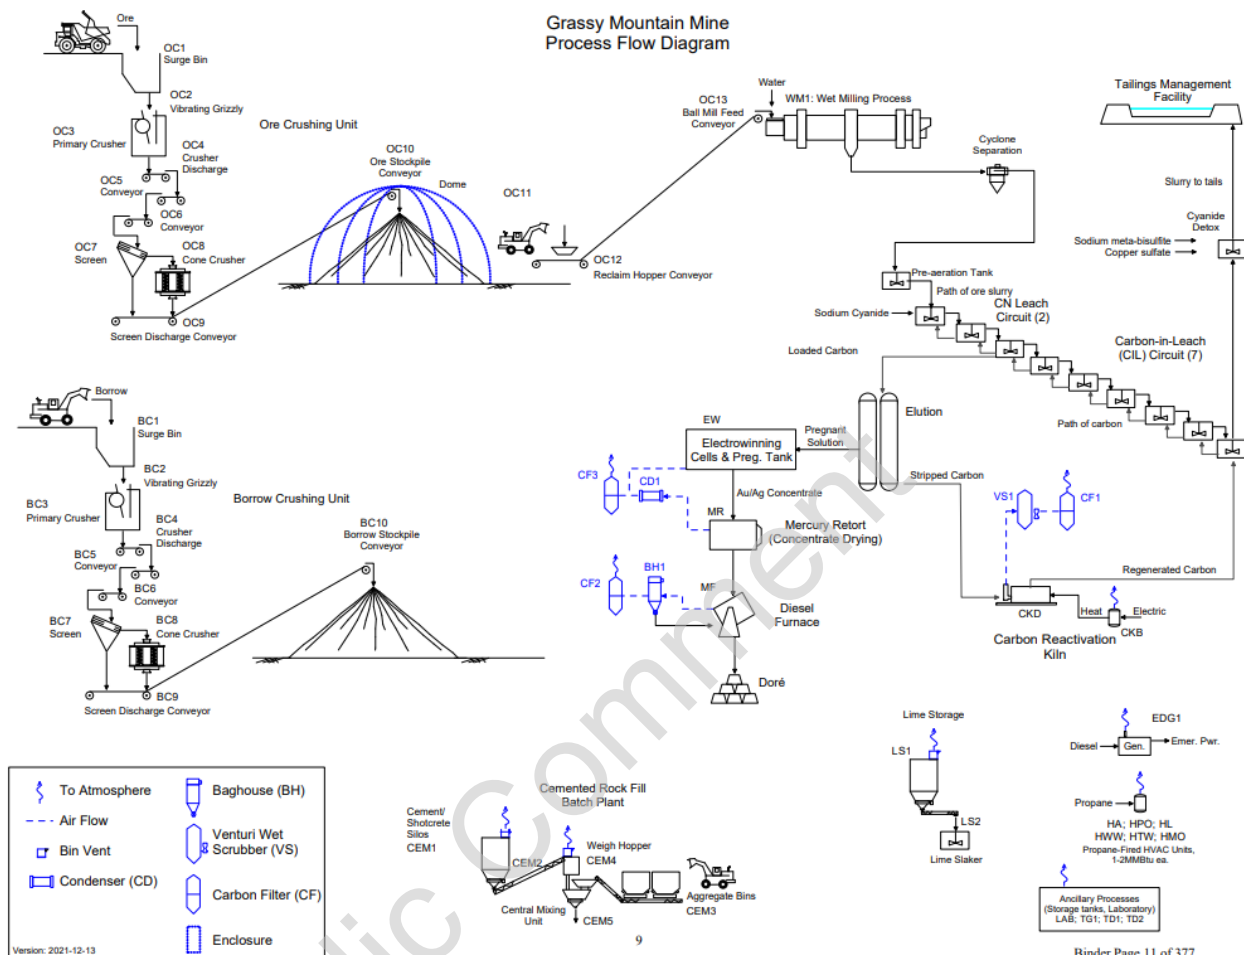 Grassy Mountain Mine
Process Flow Diagram
Ore
OC1
Surge Bin
OC2
Vibrating Grizzly
OC3
Primary Crusher
Ore Crushing Unit
OC4
Crusher
Discharge
OC5
Conveyor
OC6
Conveyor
OC7
Screen
OC8
Cone Crusher
OC9
Screen Discharge Conveyor
OC10
Ore Stockpile
Conveyor
Dome
OC11
OC12
Reclaim Hopper Conveyor
OC13
Ball Mill Feed
Conveyor
Water
WM1: Wet Milling Process
Cyclone
Separation
Tailings Management
Facility
Slurry to tails
Cyanide
Detox
Sodium meta-bisulfite
Copper sulfate
Pre-aeration Tank
Path of ore slurry
Sodium Cyanide
CN Leach
Circuit (2)
Carbon-in-Leach
(CIL) Circuit (7)
Loaded Carbon
Path of carbon
Elution
Pregnant
Solution
Stripped Carbon
EW
Electrowinning
Cells & Preg. Tank
CF3
CD1
Au/Ag Concentrate
MR
Mercury Retort
(Concentrate Drying)
CF2
BH1
MF
Diesel
Furnace
Doré
VS1
CF1
Regenerated Carbon
CKD
Heat
Electric
CKB
Carbon Reactivation
Kiln
Borrow
BC1
Surge Bin
BC2
Vibrating Grizzly
BC3
Primary Crusher
Borrow Crushing Unit
BC4
Crusher
Discharge
BC5
Conveyor
BC6
Conveyor
BC7
Screen
BC8
Cone Crusher
BC9
Screen Discharge Conveyor
BC10
Borrow Stockpile
Conveyor
To Atmosphere
Air Flow
Bin Vent
Condenser (CD)
Baghouse (BH)
Venturi Wet
Scrubber (VS)
Carbon Filter (CF)
Enclosure
Version: 2021-12-13
Cemented Rock Fill
Batch Plant
Cement/
Shotcrete
Silos
CEM1
CEM2
Weigh Hopper
CEM4
Central Mixing
Unit
CEM5
Aggregate Bins
CEM3
Lime Storage
LS1
LS2
Lime Slaker
EDG1
Diesel
Gen.
Emer. Pwr.
Propane
HA; HPO; HL
HWW; HTW; HMO
Propane-Fired HVAC Units,
1-2MMBtu ea.
Ancillary Processes
(Storage tanks, Laboratory)
LAB; TG1; TD1; TD2
9
Binder Page 11 of 377
lic Comment